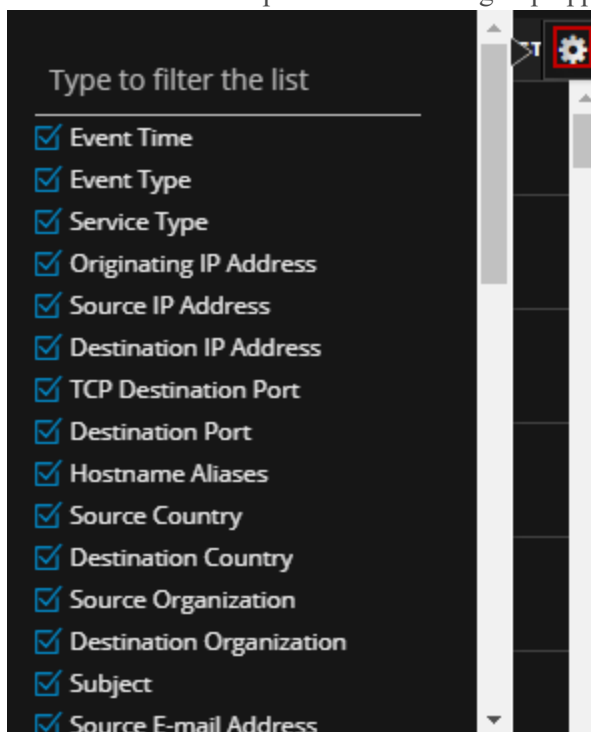 Type to filter the list
Event Time
Event Type
Service Type
Originating IP Address
Source IP Address
Destination IP Address
TCP Destination Port
Destination Port
Hostname Aliases
Source Country
Destination Country
Source Organization
Destination Organization
Subject
Source E-mail Address